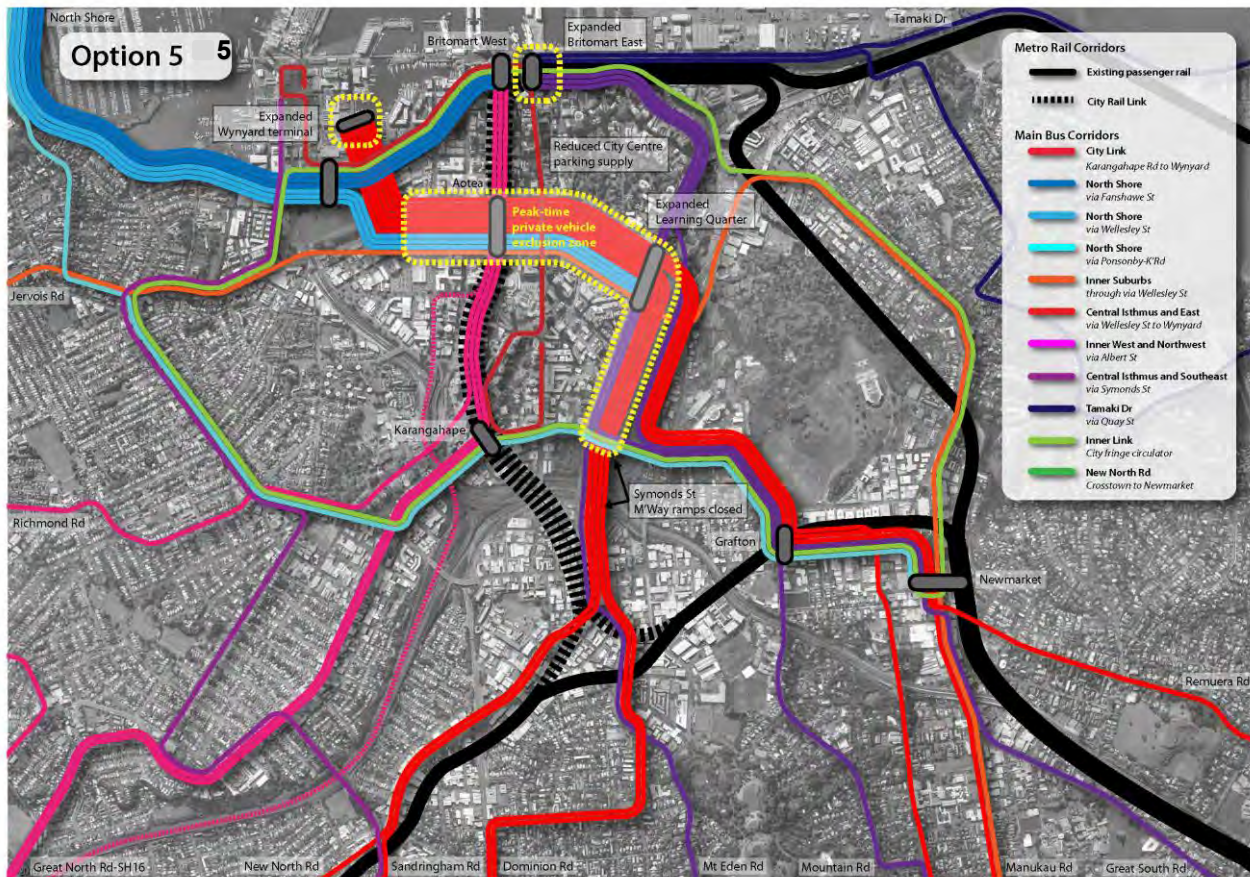 North Shore
Option 5
5
Britomart West
Expanded
Britomart East
Tamaki Dr
Expanded
Wynyard terminal
Reduced City Centre
parking supply
Aotea
Peak-time
private vehicle
exclusion zone
Expanded
Learning Quarter
Jervois Rd
Karangahape
Symonds St
M'Way ramps closed
Richmond Rd
Grafton
Newmarket
Remuera Rd
Great North Rd-SH16
New North Rd
Sandringham Rd
Dominion Rd
Mt Eden Rd
Mountain Rd
Manukau Rd
Great South Rd
Metro Rail Corridors
Existing passenger rail
City Rail Link
Main Bus Corridors
City Link
Karangahape Rd to Wynyard
North Shore
via Fanshawe St
North Shore
via Wellesley St
North Shore
via Ponsonby-K'Rd
Inner Suburbs
through via Wellesley St
Central Isthmus and East
via Wellesley St to Wynyard
Inner West and Northwest
via Albert St
Central Isthmus and Southeast
via Symonds St
Tamaki Dr
via Quay St
Inner Link
City fringe circulator
New North Rd
Crosstown to Newmarket